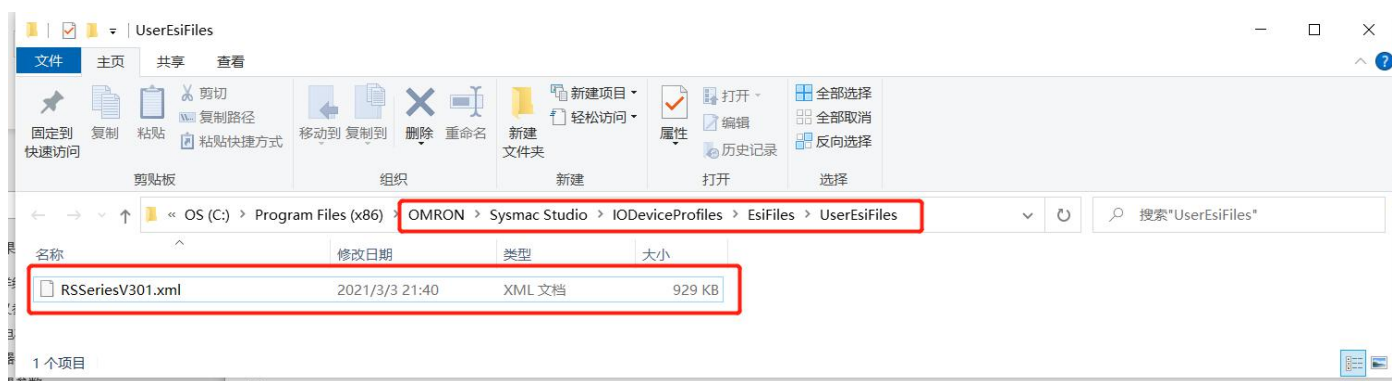 UserEsiFiles
文件 主页 共享 查看
固定到
快速访问
复制
粘贴
剪切
复制路径
粘贴快捷方式
剪贴板
移动到
复制到
删除
重命名
组织
新建
文件夹
新建项目
轻松访问
新建
属性
打开
编辑
历史记录
打开
全部选择
全部取消
反向选择
选择
« OS (C:) > Program Files (x86) > OMRON > Sysmac Studio > IODeviceProfiles > EsiFiles > UserEsiFiles
搜索"UserEsiFiles"
名称 修改日期 类型 大小
RSSeriesV301.xml 2021/3/3 21:40 XML 文档 929 KB
1 个项目